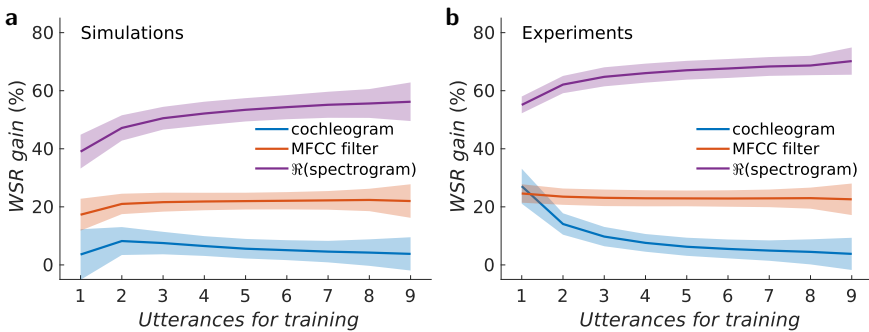 a
Simulations
80
60
40
20
0
WSR gain (%)
cochleogram
MFCC filter
ℜ(spectrogram)
1 2 3 4 5 6 7 8 9
Utterances for training
b
Experiments
80
60
40
20
0
WSR gain (%)
cochleogram
MFCC filter
ℜ(spectrogram)
1 2 3 4 5 6 7 8 9
Utterances for training